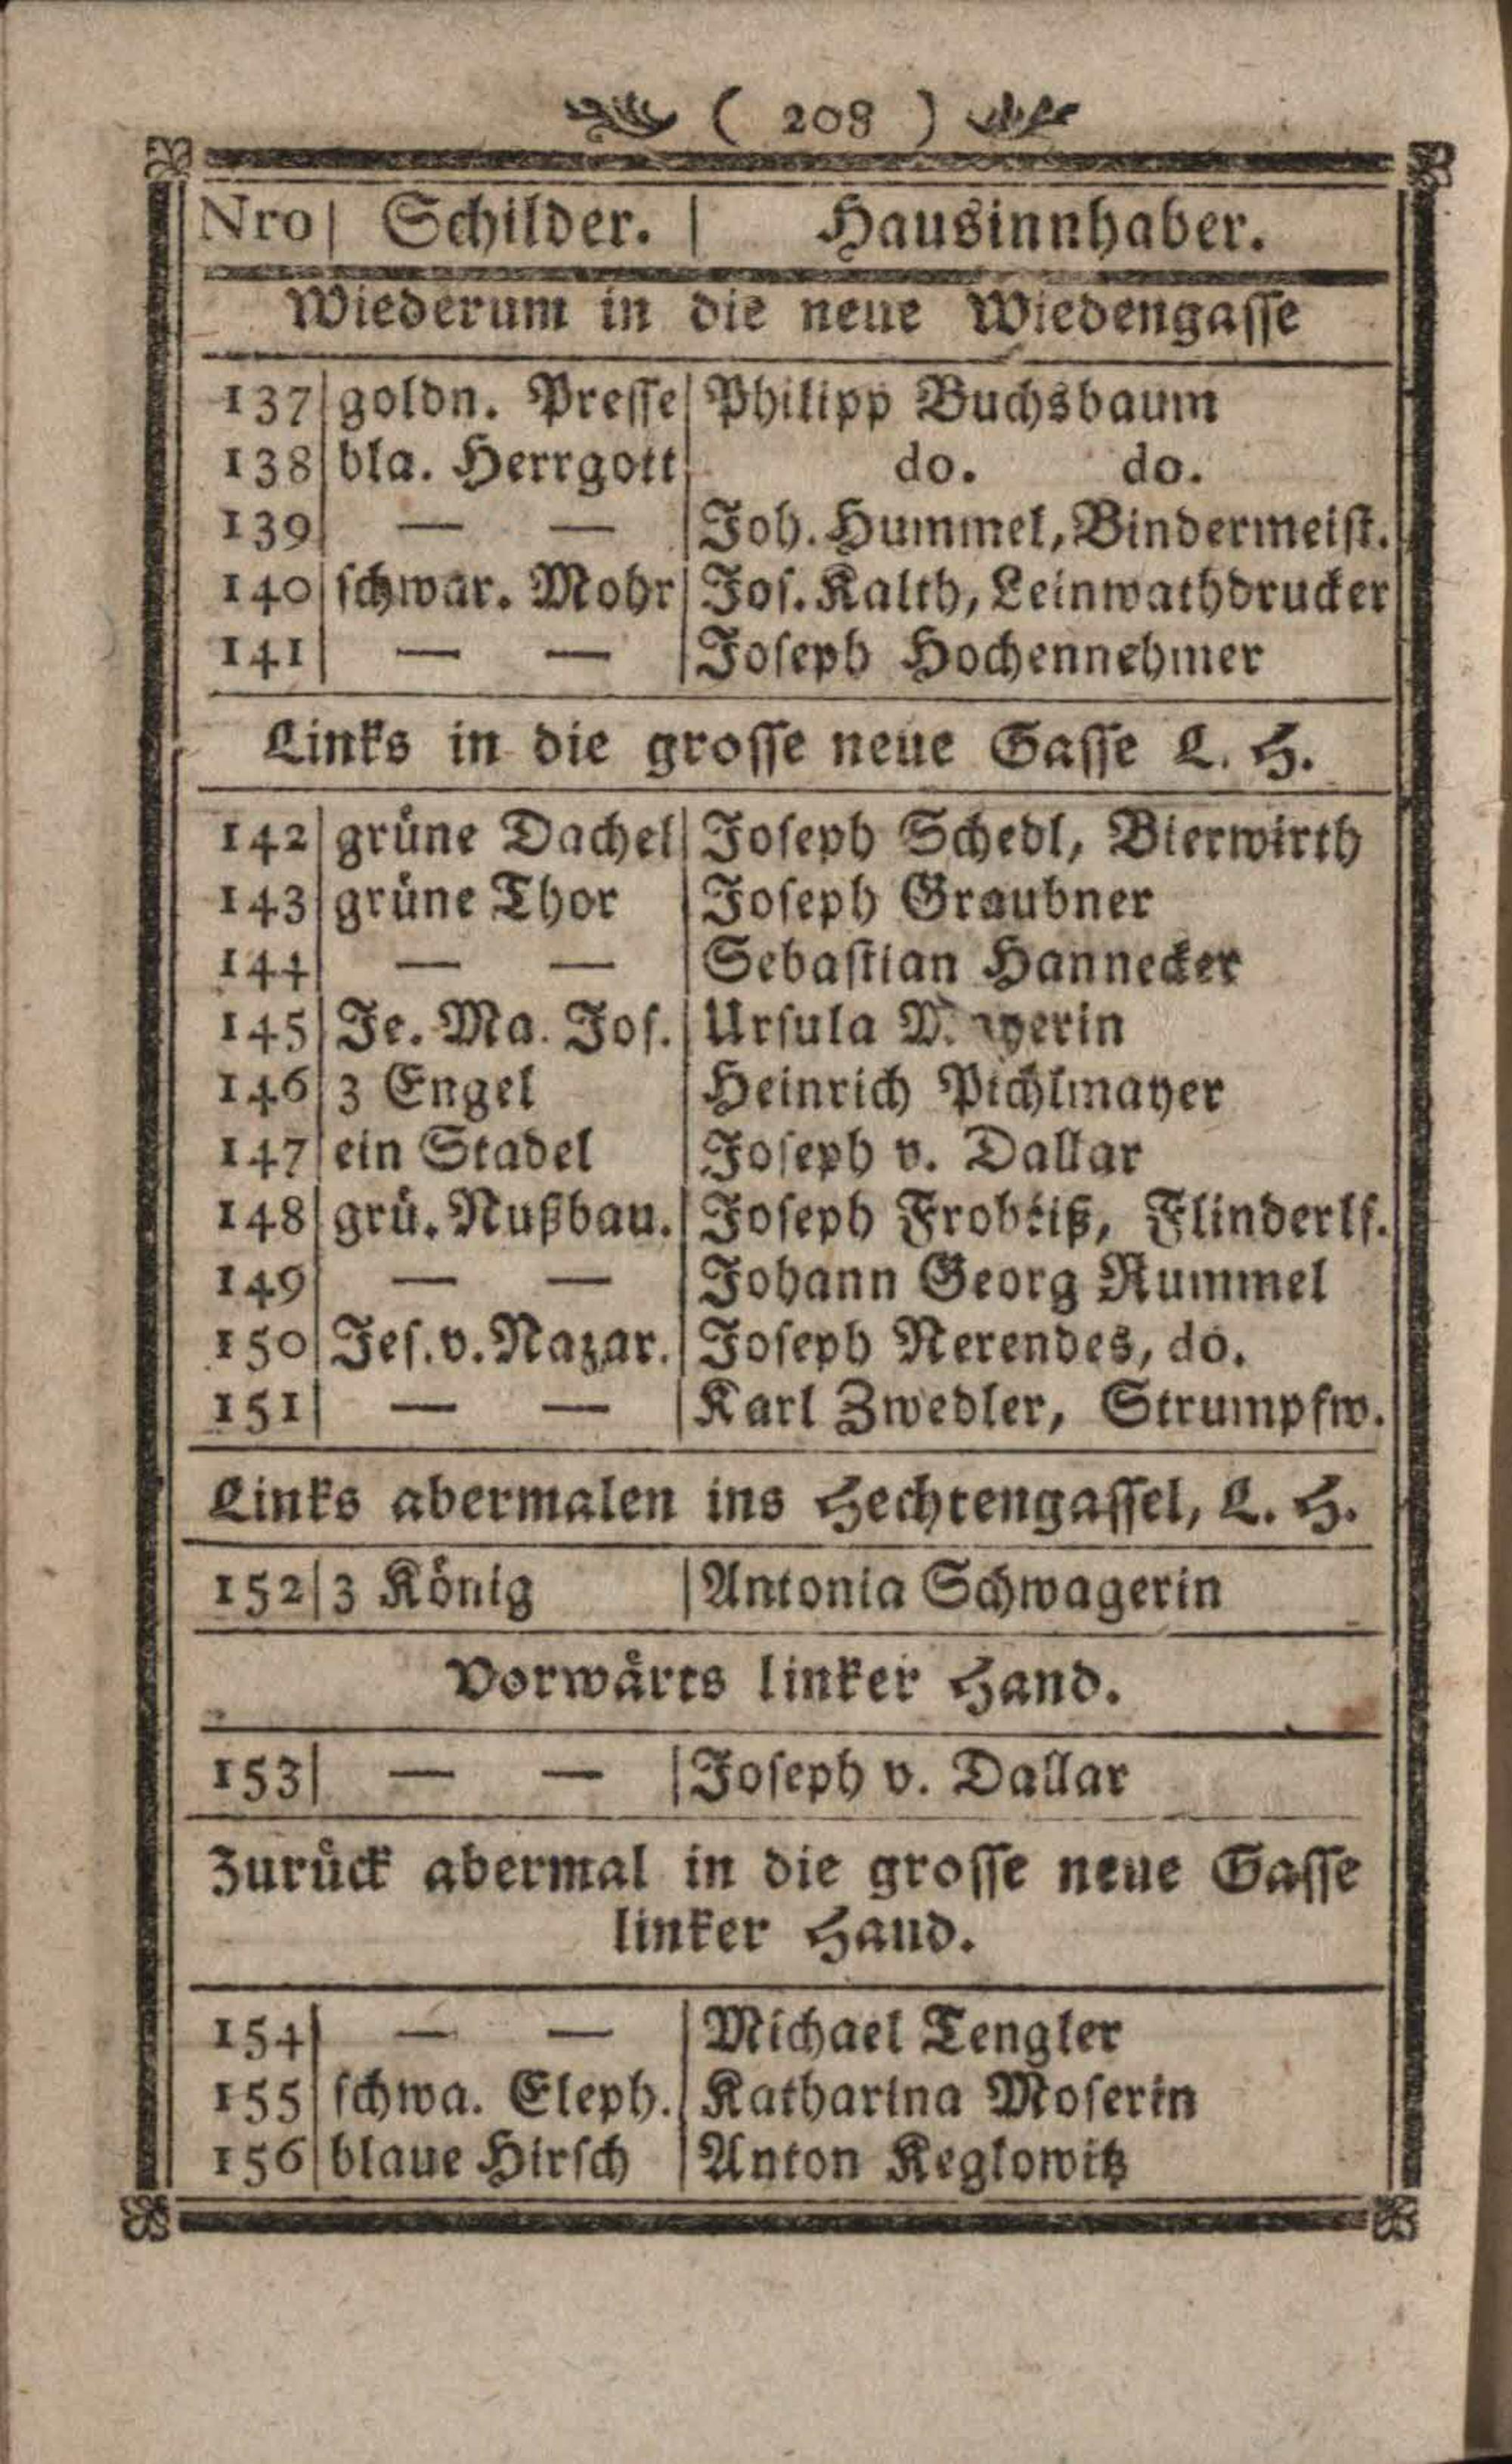 ( 208 )
Nro | Schilder. | Hausinnhaber.
Wiederum in die neue Wiedengasse
137 | goldn. Presse | Philipp Buchsbaum
138 | bla. Herrgott | do. do.
139 | — — | Joh. Hummel, Bindermeist.
140 | schwar. Mohr | Jos. Kalth, Leinwathdrucker
141 | — — | Joseph Hochennehmer
Links in die grosse neue Gasse L. H.
142 | grüne Dachel | Joseph Schedl, Bierwirth
143 | grüne Thor | Joseph Graubner
144 | — — | Sebastian Hannecker
145 | Je. Ma. Jos. | Ursula
146 | 3 Engel | Heinrich Pichlmayer
147 | ein Stadel | Joseph v. Dallar
148 | grü. Nußbau. | Joseph Flinderls.
149 | — — | Johann Georg Rummel
150 | Jes. v. Nazar. | Joseph Nerendes, do.
151 | — — | Karl Zwedler, Strumpfw.
Links abermalen ins Hechtengassel, L. H.
152 | 3 König | Antonia Schwagerin
Vorwärts linker Hand.
153 | — — | Joseph v. Dallar
Zurück abermal in die grosse neue Gasse
linker Hand.
154 | — — | Michael Tengler
155 | schwa. Eleph. | Katharina Moserin
156 | blaue Hirsch | Anton Keglowitz